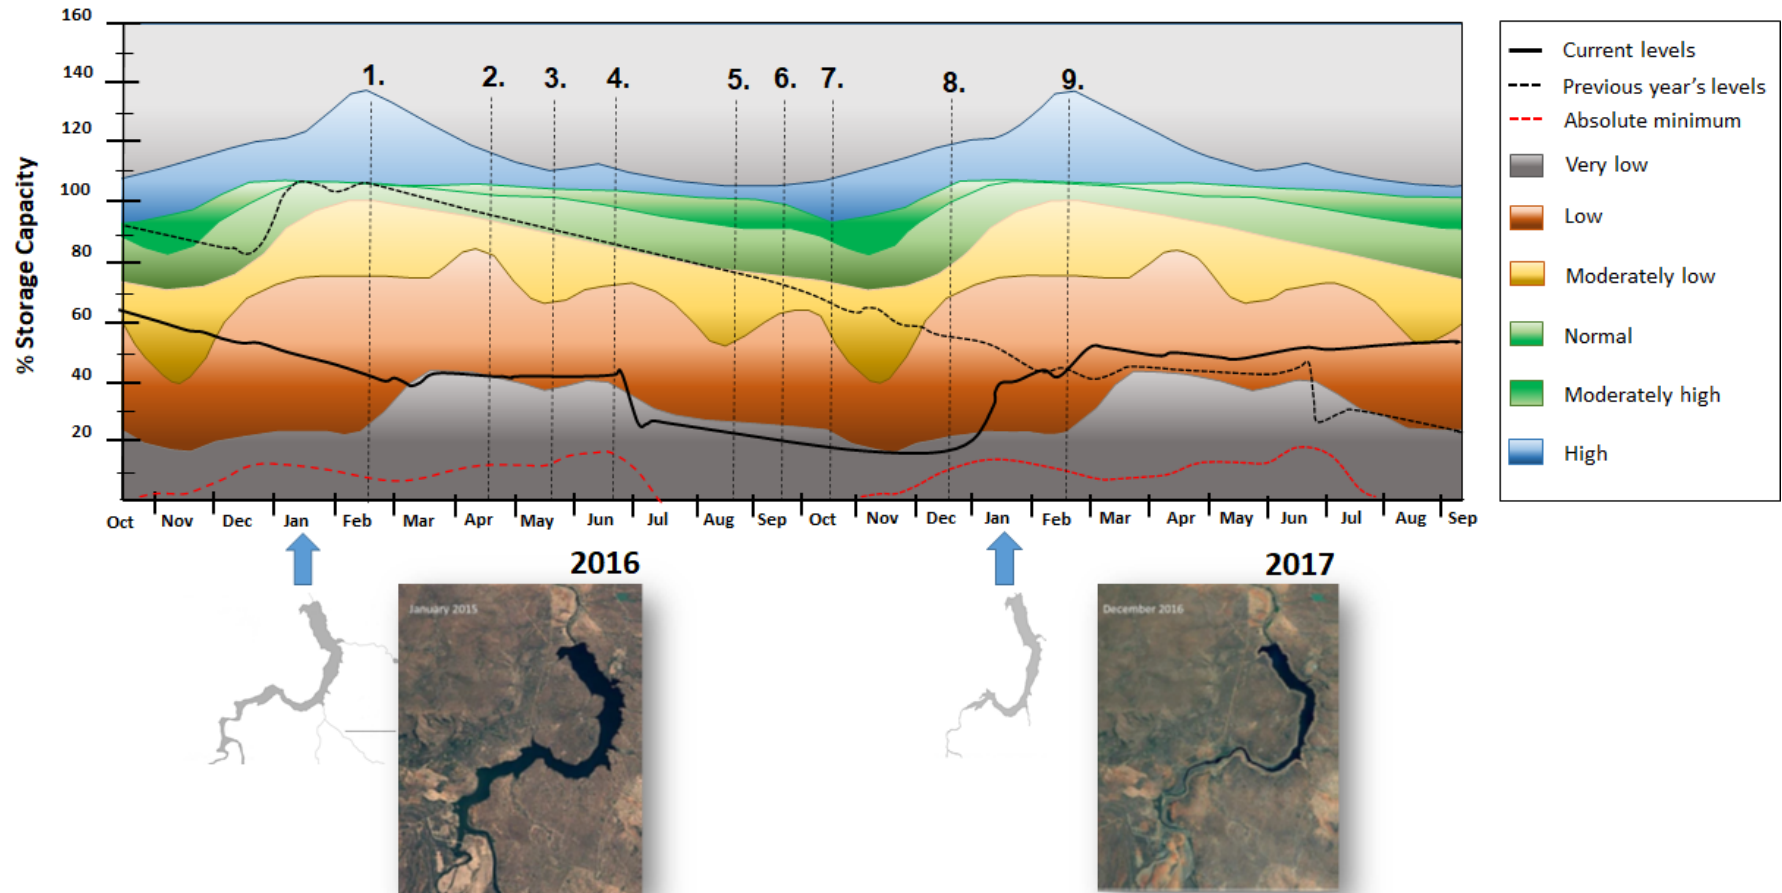 160
140
120
100
80
60
40
20
% Storage Capacity
1. 2. 3. 4. 5. 6. 7. 8. 9.
Oct Nov Dec Jan Feb Mar Apr May Jun Jul Aug Sep Oct Nov Dec Jan Feb Mar Apr May Jun Jul Aug Sep
Current levels
Previous year's levels
Absolute minimum
Very low
Low
Moderately low
Normal
Moderately high
High
2016
2017
January 2015
December 2016